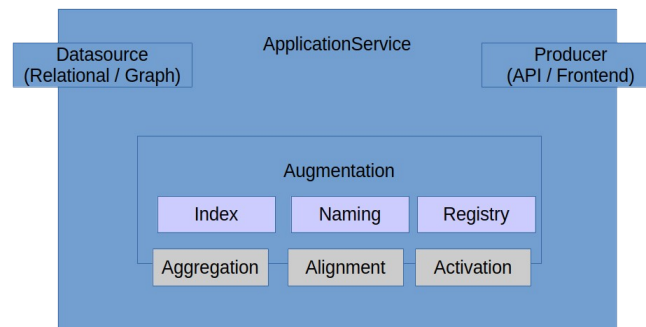 ApplicationService
Datasource
(Relational / Graph)
Producer
(API / Frontend)
Augmentation
Index
Naming
Registry
Aggregation
Alignment
Activation